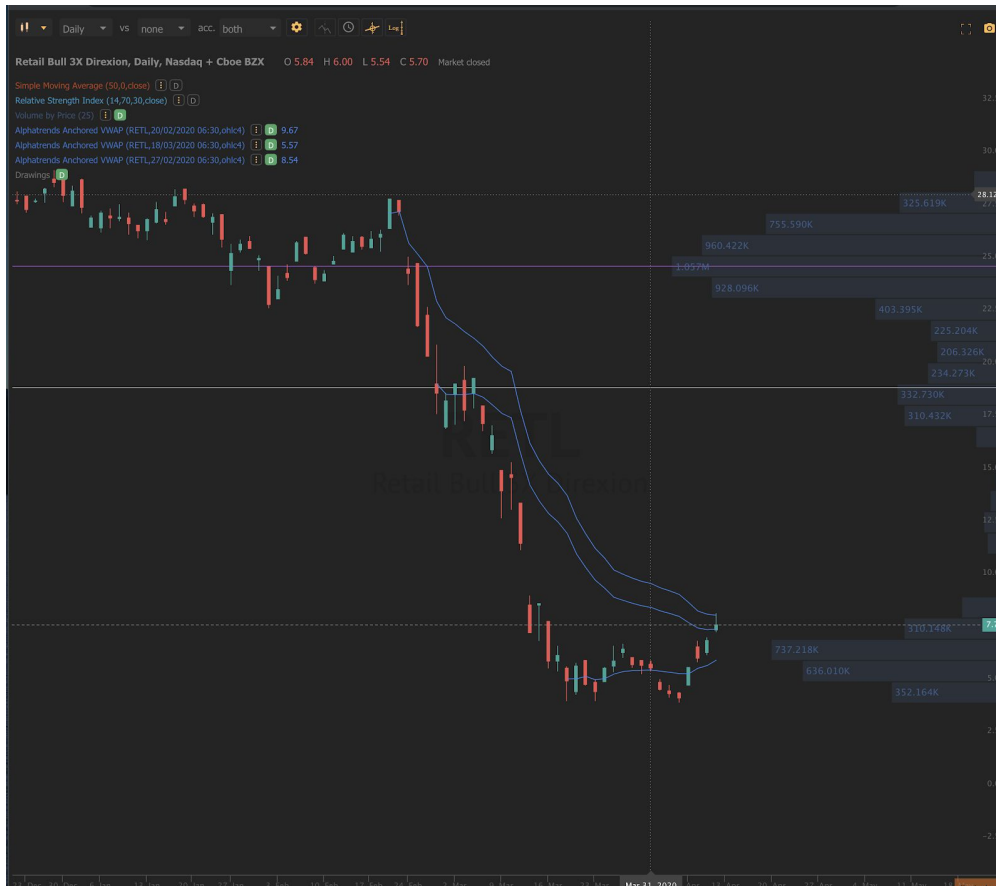 Daily vs none acc. both Log
Retail Bull 3X Direxion, Daily, Nasdaq + Cboe BZX O 5.84 H 6.00 L 5.54 C 5.70 Market closed
Simple Moving Average (50,0,close) D
Relative Strength Index (14,70,30,close) D
Volume by Price (25) D
Alphatrends Anchored VWAP (RETL,20/02/2020 06:30,ohlc4) D 9.67
Alphatrends Anchored VWAP (RETL,18/03/2020 06:30,ohlc4) D 5.57
Alphatrends Anchored VWAP (RETL,27/02/2020 06:30,ohlc4) D 8.54
Drawings D
28.12
325.619K
755.590K
960.422K
1.057M
928.096K
403.395K
225.204K
206.326K
234.273K
332.730K
310.432K
RETL
Retail Bull Direxion
310.148K
737.218K
636.010K
352.164K
Mar 31, 2020